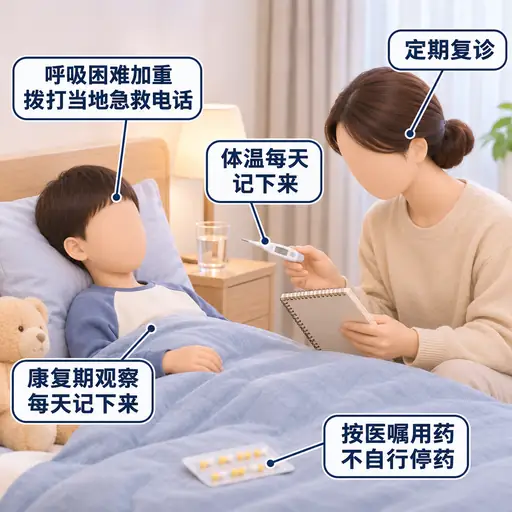 定期复诊
呼吸困难加重
拨打当地急救电话
体温每天
记下来
康复期观察
每天记下来
按医嘱用药
不自行停药